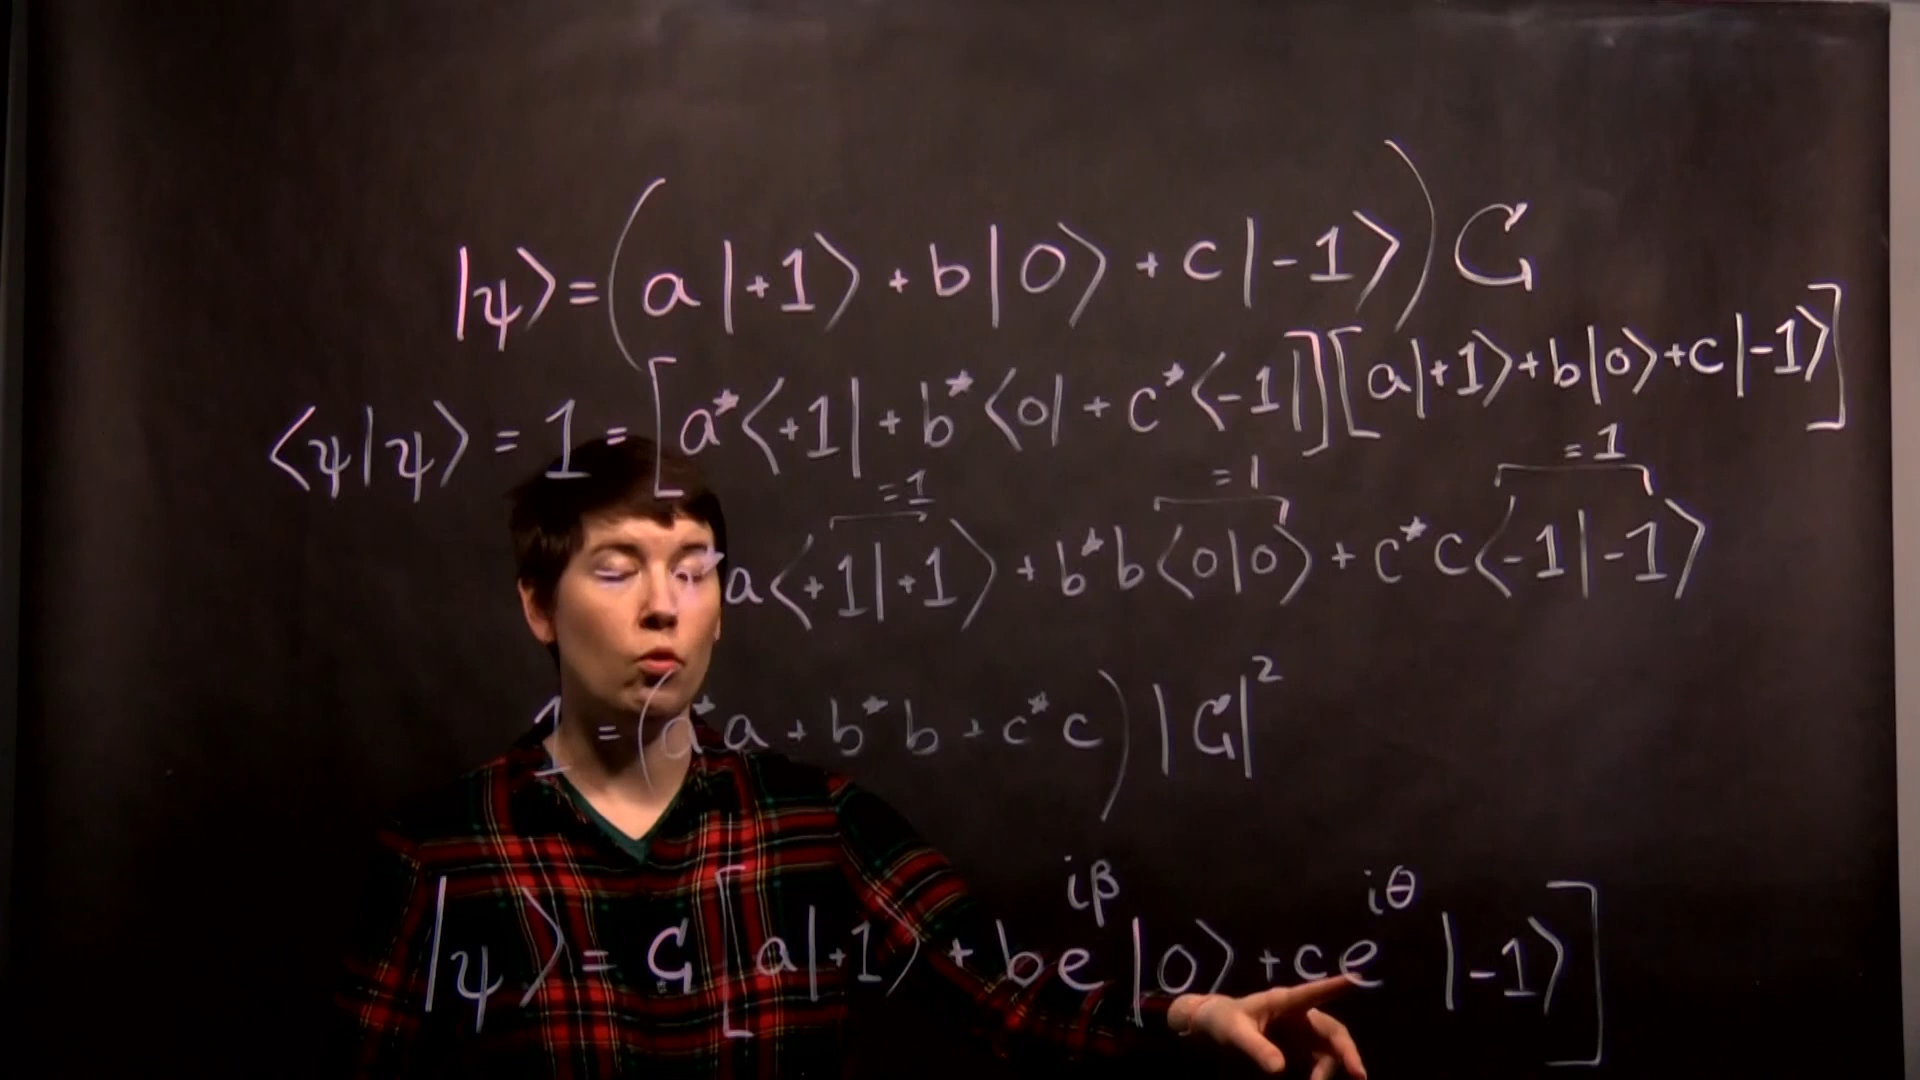 |ψ⟩ = (a|+1⟩ + b|0⟩ + c|-1⟩) G
⟨ψ|ψ⟩ = 1 = [a*⟨+1| + b*⟨0| + c*⟨-1|][a|+1⟩ + b|0⟩ + c|-1⟩]
=1 =1 =1
a⟨+1|+1⟩ + b*b⟨0|0⟩ + c*c⟨-1|-1⟩
1 = (a*a + b*b + c*c) |G|²
|ψ⟩ = G [a|+1⟩ + be^{iβ}|0⟩ + ce^{iθ}|-1⟩]